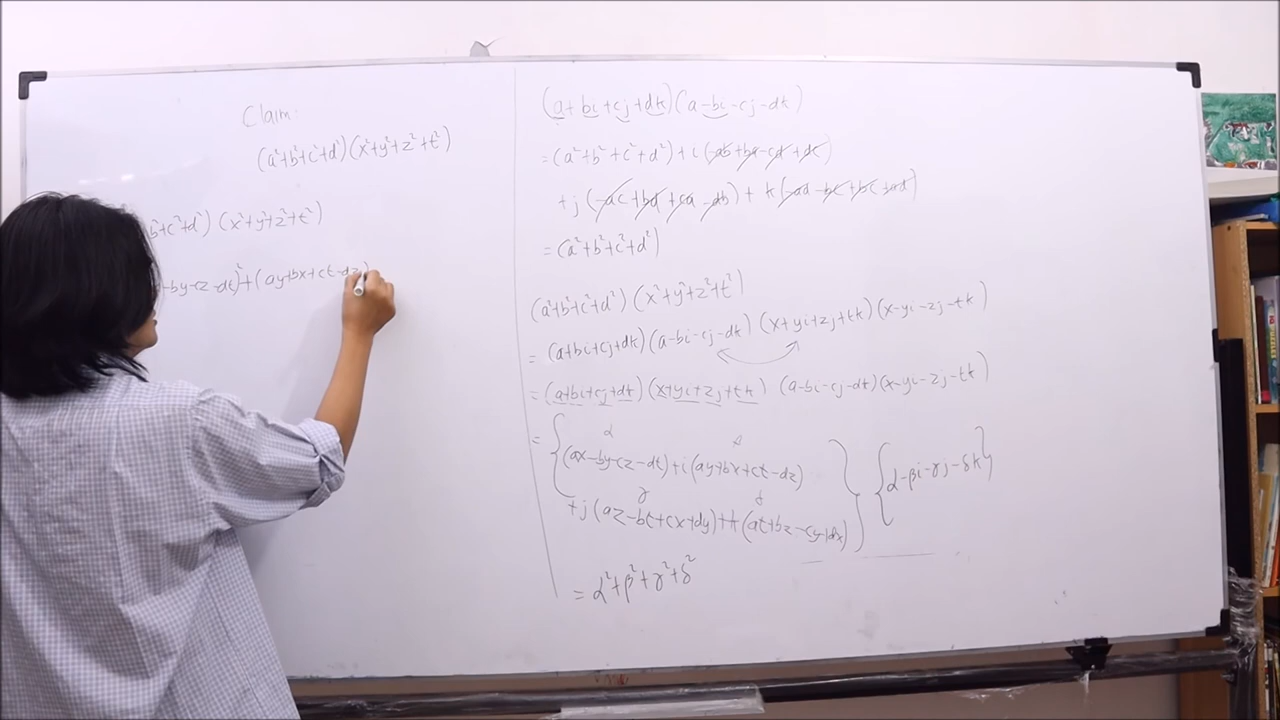 Claim:
(a²+b²+c²+d²)(x²+y²+z²+t²)
b²+c²+d²) (x²+y²+z²+t²)
-by-cz-dt)²+(ay+bx+ct-dz)
(a+bi+cj+dk)(a-bi-cj-dk)
=(a²+b²+c²+d²)+i(-ab+ba-cd+dc)
+j(-ac+bd+ca-db)+k(-ad-bc+bc+ad)
=(a²+b²+c²+d²)
(a²+b²+c²+d²)(x²+y²+z²+t²)
=(a+bi+cj+dk)(a-bi-cj-dk)(x+yi+zj+tk)(x-yi-zj-tk)
=(a+bi+cj+dk)(x+yi+zj+tk)(a-bi-cj-dk)(x-yi-zj-tk)
={(ax-by-cz-dt)+i(ay+bx+ct-dz)
+j(az-bt+cx+dy)+k(at+bz-cy+dx)}{α-βi-γj-δk}
=α²+β²+γ²+δ²